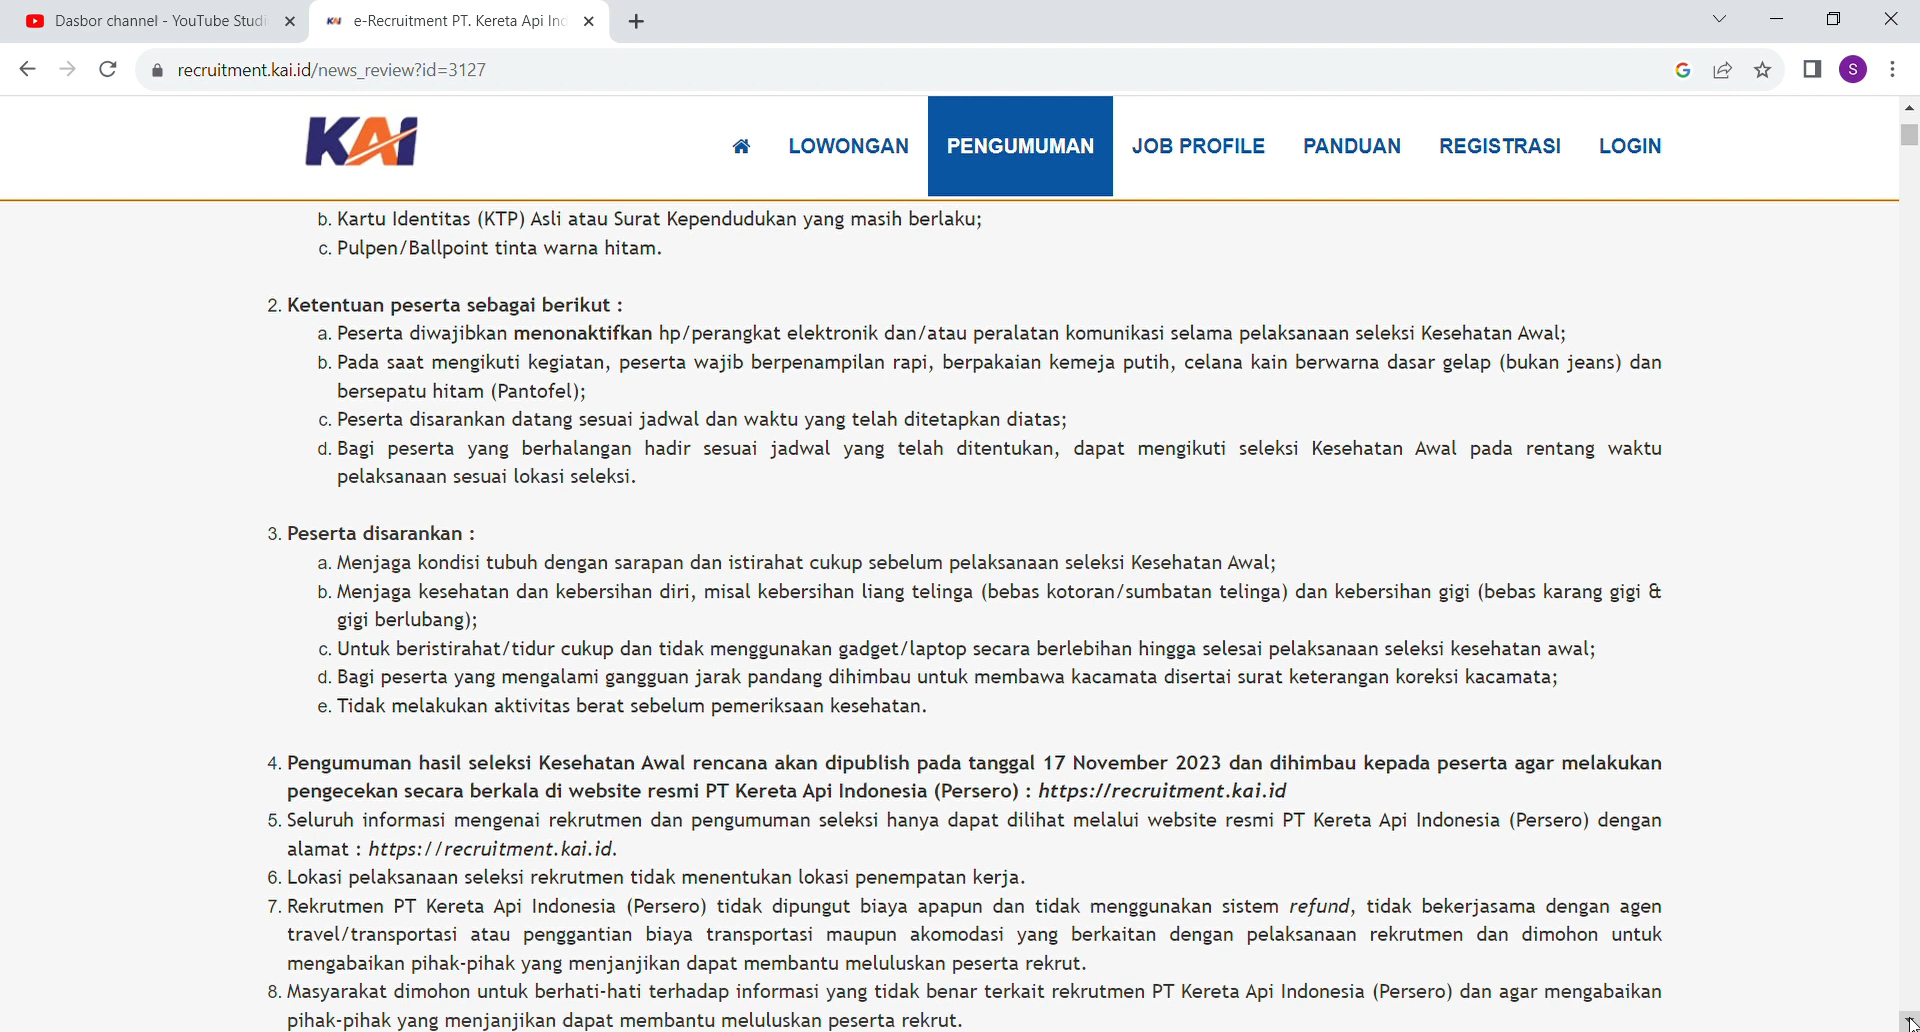 Dasbor channel - YouTube Studi
e-Recruitment PT. Kereta Api Ind
recruitment.kai.id/news_review?id=3127
G
S
KAI
LOWONGAN PENGUMUMAN JOB PROFILE PANDUAN REGISTRASI LOGIN
b. Kartu Identitas (KTP) Asli atau Surat Kependudukan yang masih berlaku;
c. Pulpen/Ballpoint tinta warna hitam.
2. Ketentuan peserta sebagai berikut :
a. Peserta diwajibkan menonaktifkan hp/perangkat elektronik dan/atau peralatan komunikasi selama pelaksanaan seleksi Kesehatan Awal;
b. Pada saat mengikuti kegiatan, peserta wajib berpenampilan rapi, berpakaian kemeja putih, celana kain berwarna dasar gelap (bukan jeans) dan
bersepatu hitam (Pantofel);
c. Peserta disarankan datang sesuai jadwal dan waktu yang telah ditetapkan diatas;
d. Bagi peserta yang berhalangan hadir sesuai jadwal yang telah ditentukan, dapat mengikuti seleksi Kesehatan Awal pada rentang waktu
pelaksanaan sesuai lokasi seleksi.
3. Peserta disarankan :
a. Menjaga kondisi tubuh dengan sarapan dan istirahat cukup sebelum pelaksanaan seleksi Kesehatan Awal;
b. Menjaga kesehatan dan kebersihan diri, misal kebersihan liang telinga (bebas kotoran/sumbatan telinga) dan kebersihan gigi (bebas karang gigi &
gigi berlubang);
c. Untuk beristirahat/tidur cukup dan tidak menggunakan gadget/laptop secara berlebihan hingga selesai pelaksanaan seleksi kesehatan awal;
d. Bagi peserta yang mengalami gangguan jarak pandang dihimbau untuk membawa kacamata disertai surat keterangan koreksi kacamata;
e. Tidak melakukan aktivitas berat sebelum pemeriksaan kesehatan.
4. Pengumuman hasil seleksi Kesehatan Awal rencana akan dipublish pada tanggal 17 November 2023 dan dihimbau kepada peserta agar melakukan
pengecekan secara berkala di website resmi PT Kereta Api Indonesia (Persero) : https://recruitment.kai.id
5. Seluruh informasi mengenai rekrutmen dan pengumuman seleksi hanya dapat dilihat melalui website resmi PT Kereta Api Indonesia (Persero) dengan
alamat : https://recruitment.kai.id.
6. Lokasi pelaksanaan seleksi rekrutmen tidak menentukan lokasi penempatan kerja.
7. Rekrutmen PT Kereta Api Indonesia (Persero) tidak dipungut biaya apapun dan tidak menggunakan sistem refund, tidak bekerjasama dengan agen
travel/transportasi atau penggantian biaya transportasi maupun akomodasi yang berkaitan dengan pelaksanaan rekrutmen dan dimohon untuk
mengabaikan pihak-pihak yang menjanjikan dapat membantu meluluskan peserta rekrut.
8. Masyarakat dimohon untuk berhati-hati terhadap informasi yang tidak benar terkait rekrutmen PT Kereta Api Indonesia (Persero) dan agar mengabaikan
pihak-pihak yang menjanjikan dapat membantu meluluskan peserta rekrut.